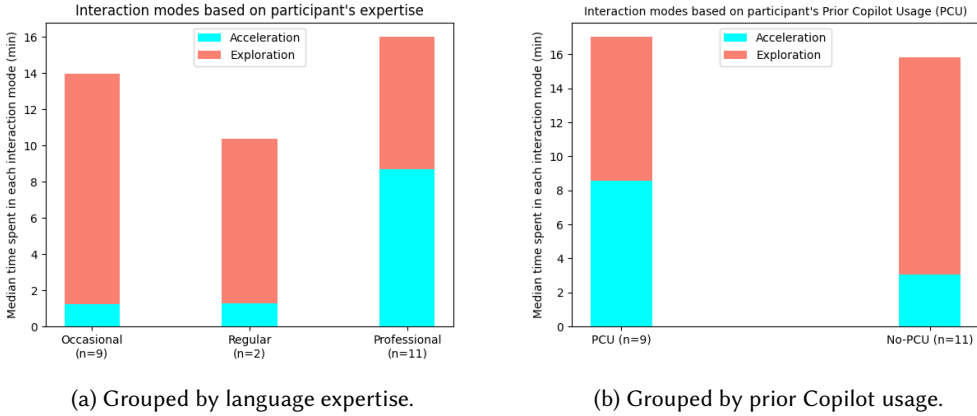 Interaction modes based on participant's expertise
Acceleration
Exploration
Median time spent in each interaction mode (min)
16
14
12
10
8
6
4
2
0
Occasional
(n=9)
Regular
(n=2)
Professional
(n=11)
(a) Grouped by language expertise.
Interaction modes based on participant's Prior Copilot Usage (PCU)
Acceleration
Exploration
Median time spent in each interaction mode (min)
16
14
12
10
8
6
4
2
0
PCU (n=9)
No-PCU (n=11)
(b) Grouped by prior Copilot usage.